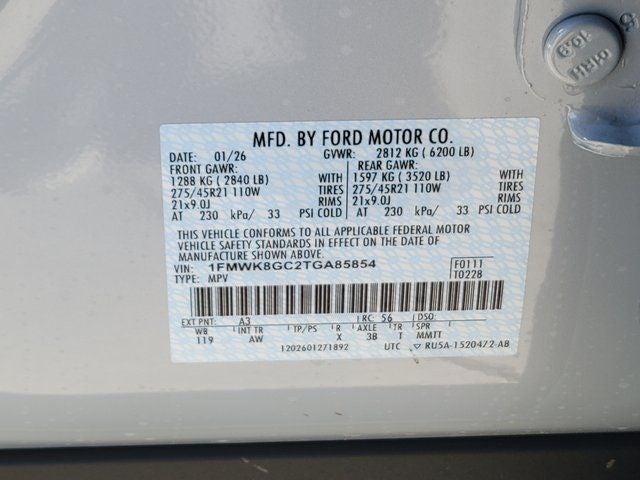 10.9
MFD. BY FORD MOTOR CO.
DATE: 01/26 GVWR: 2812 KG ( 6200 LB)
FRONT GAWR: REAR GAWR:
1288 KG ( 2840 LB) WITH 1597 KG ( 3520 LB) WITH
275/45R21 110W TIRES 275/45R21 110W TIRES
21x9.0J RIMS 21x9.0J RIMS
AT 230 kPa/ 33 PSI COLD AT 230 kPa/ 33 PSI COLD
THIS VEHICLE CONFORMS TO ALL APPLICABLE FEDERAL MOTOR
VEHICLE SAFETY STANDARDS IN EFFECT ON THE DATE OF
MANUFACTURE SHOWN ABOVE.
VIN: 1FMWK8GC2TGA85854 F0111
TYPE: MPV T0228
EXT PNT: A3 RC: 56 DSO:
WB INT TR TP/PS R AXLE TR SPR
119 AW X 3B T MMTT
1202601271892 UTC ▽ RU5A-1520472-AB